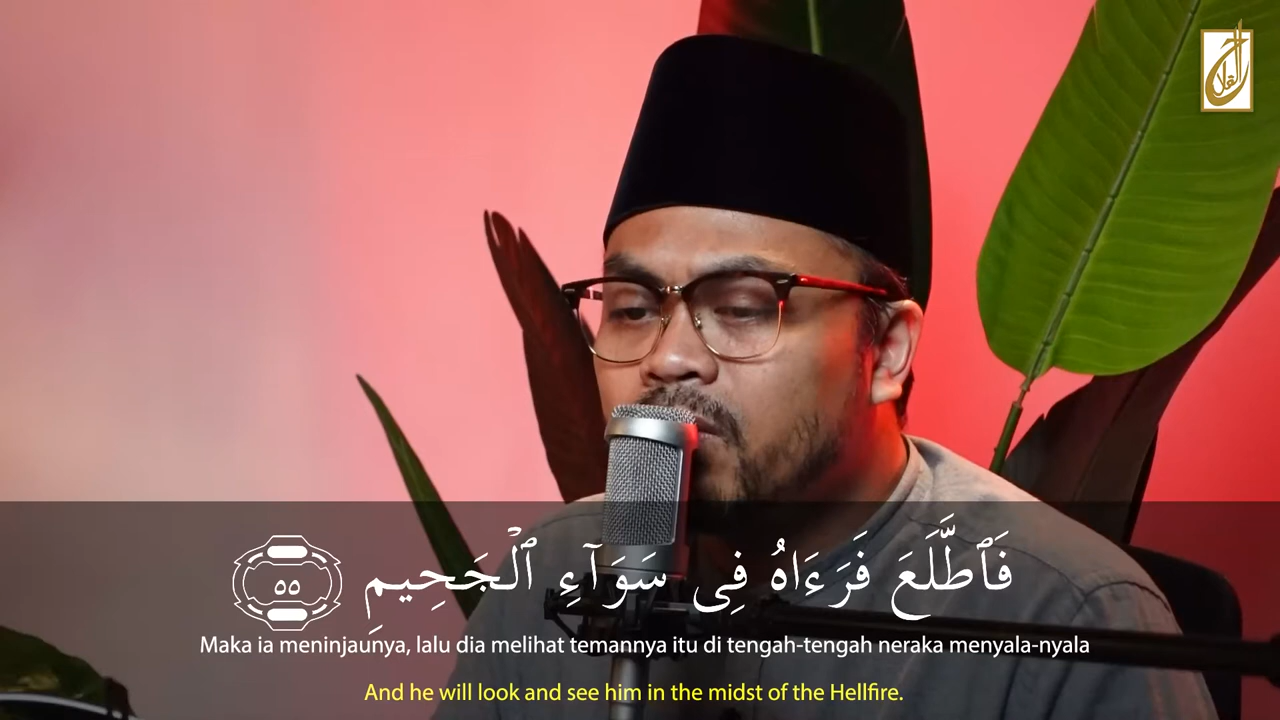 فَٱطَّلَعَ فَرَءَاهُ فِى سَوَآءِ ٱلْجَحِيمِ ٥٥
Maka ia meninjaunya, lalu dia melihat temannya itu di tengah-tengah neraka menyala-nyala
And he will look and see him in the midst of the Hellfire.